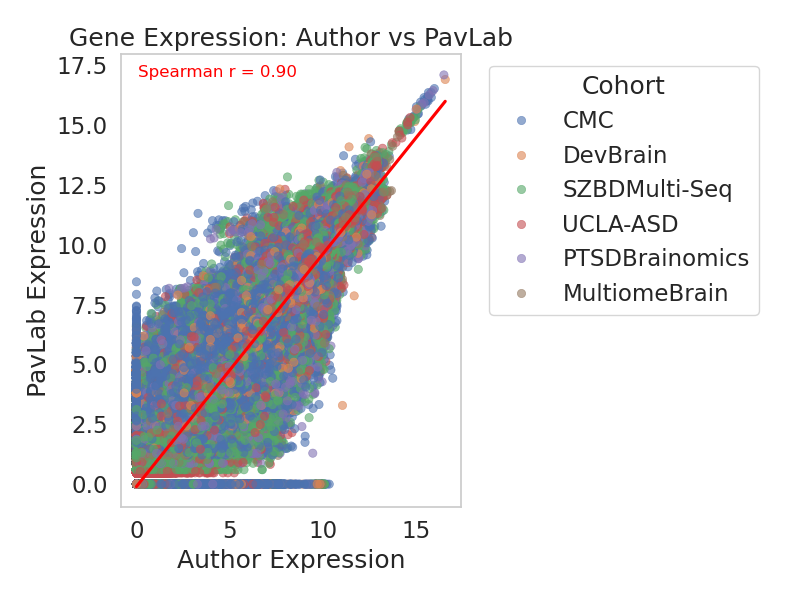 Gene Expression: Author vs PavLab
Spearman r = 0.90
17.5
15.0
12.5
10.0
7.5
5.0
2.5
0.0
PavLab Expression
0 5 10 15
Author Expression
Cohort
CMC
DevBrain
SZBDMulti-Seq
UCLA-ASD
PTSDBrainomics
MultiomeBrain